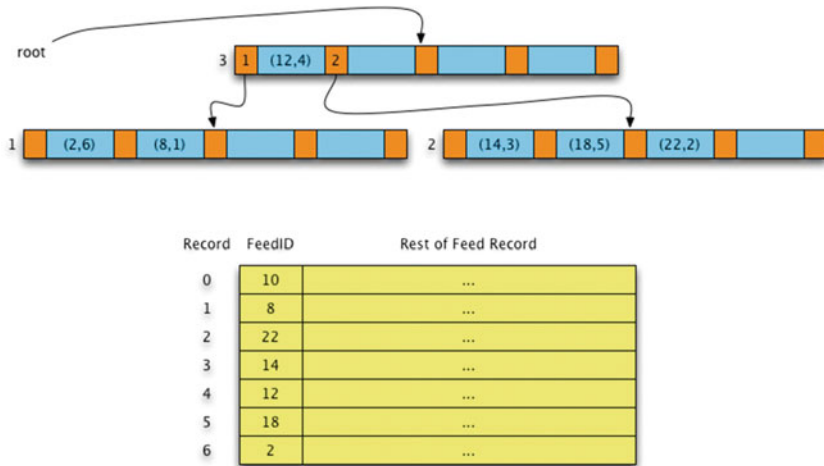 root
3 1 (12,4) 2
1 (2,6) (8,1)
2 (14,3) (18,5) (22,2)
Record FeedID Rest of Feed Record
0 10 ...
1 8 ...
2 22 ...
3 14 ...
4 12 ...
5 18 ...
6 2 ...